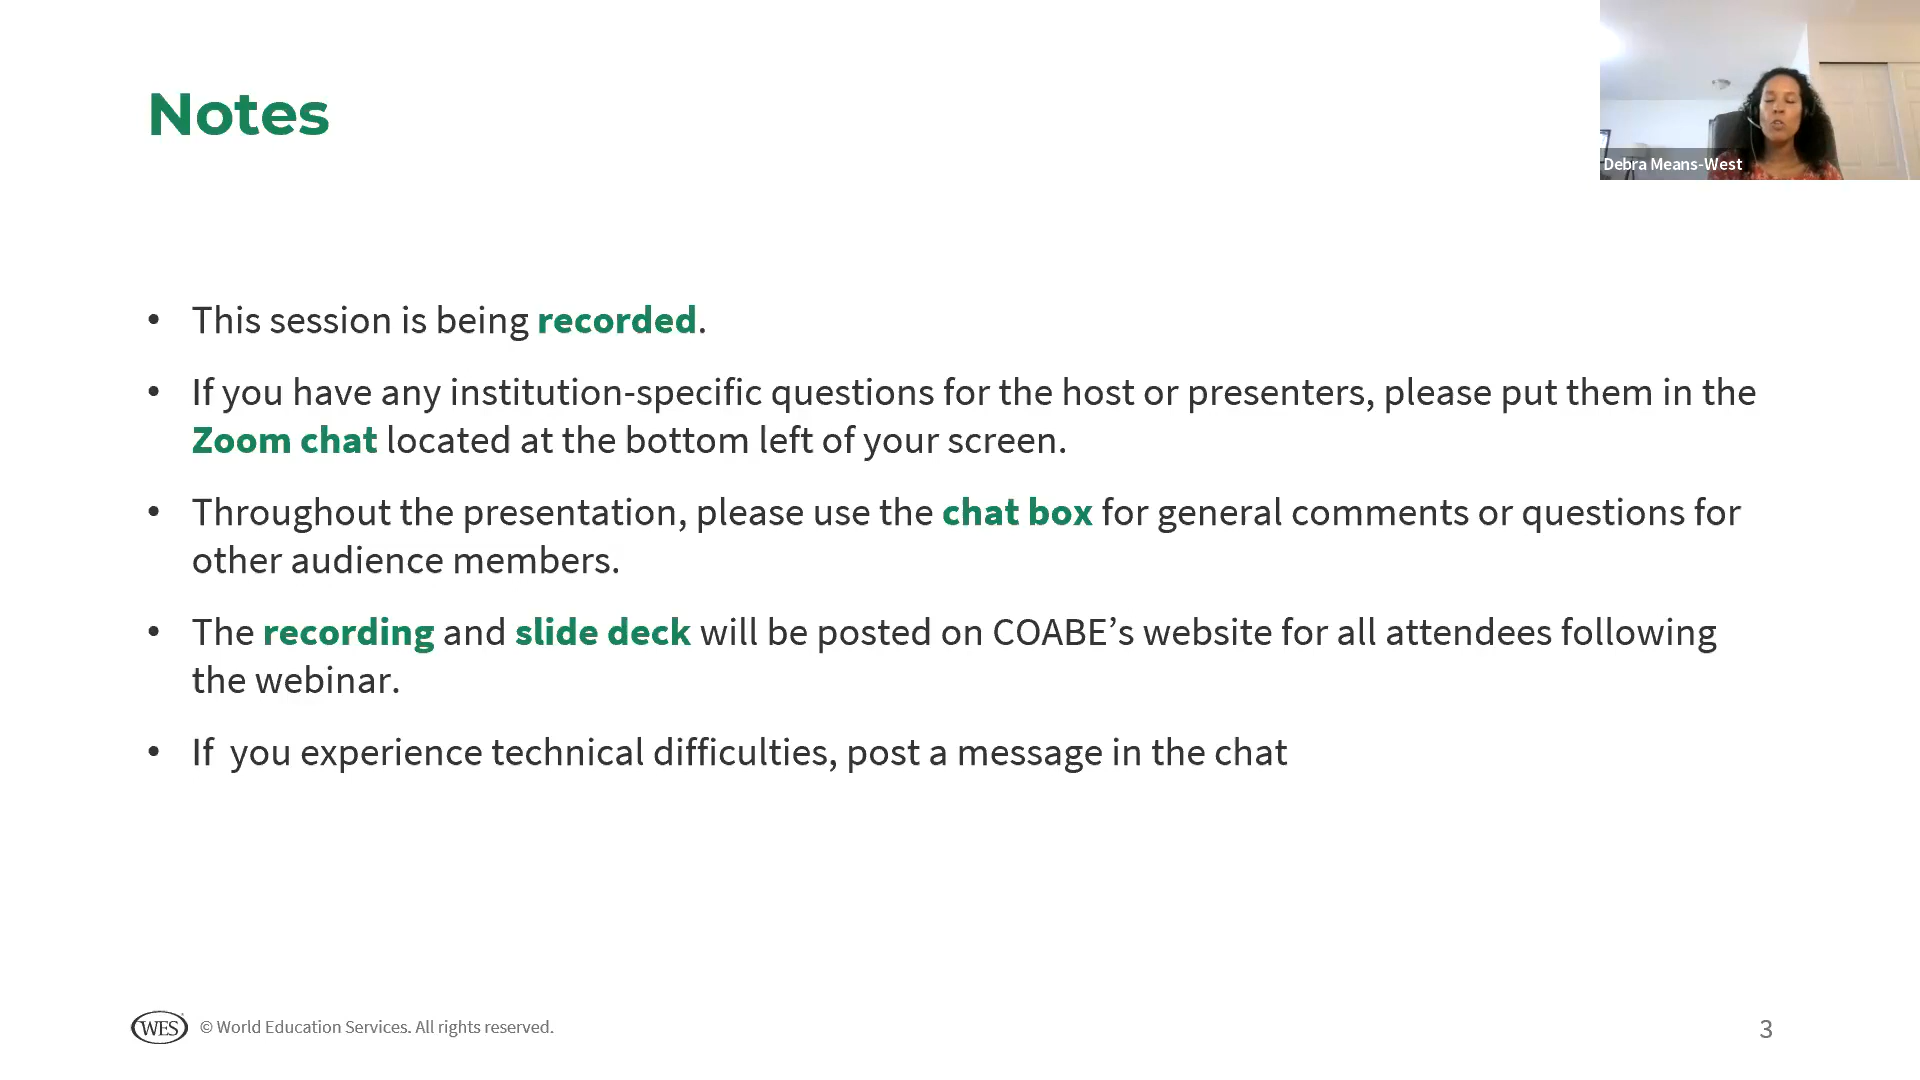 Notes
Debra Means-West
• This session is being recorded.
• If you have any institution-specific questions for the host or presenters, please put them in the
Zoom chat located at the bottom left of your screen.
• Throughout the presentation, please use the chat box for general comments or questions for
other audience members.
• The recording and slide deck will be posted on COABE’s website for all attendees following
the webinar.
• If  you experience technical difficulties, post a message in the chat
WES © World Education Services. All rights reserved.
3